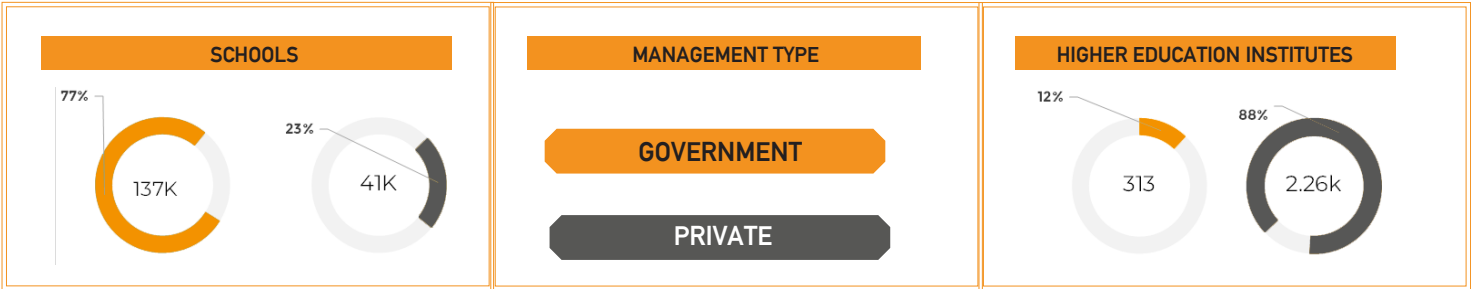 SCHOOLS
77%
23%
137K
41K
MANAGEMENT TYPE
GOVERNMENT
PRIVATE
HIGHER EDUCATION INSTITUTES
12%
88%
313
2.26k